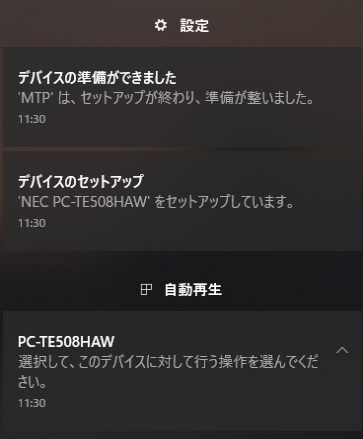 設定
デバイスの準備ができました
'MTP' は、セットアップが終わり、準備が整いました。
11:30
デバイスのセットアップ
'NEC PC-TE508HAW' をセットアップしています。
11:30
自動再生
PC-TE508HAW
選択して、このデバイスに対して行う操作を選んでくだ
さい。
11:30